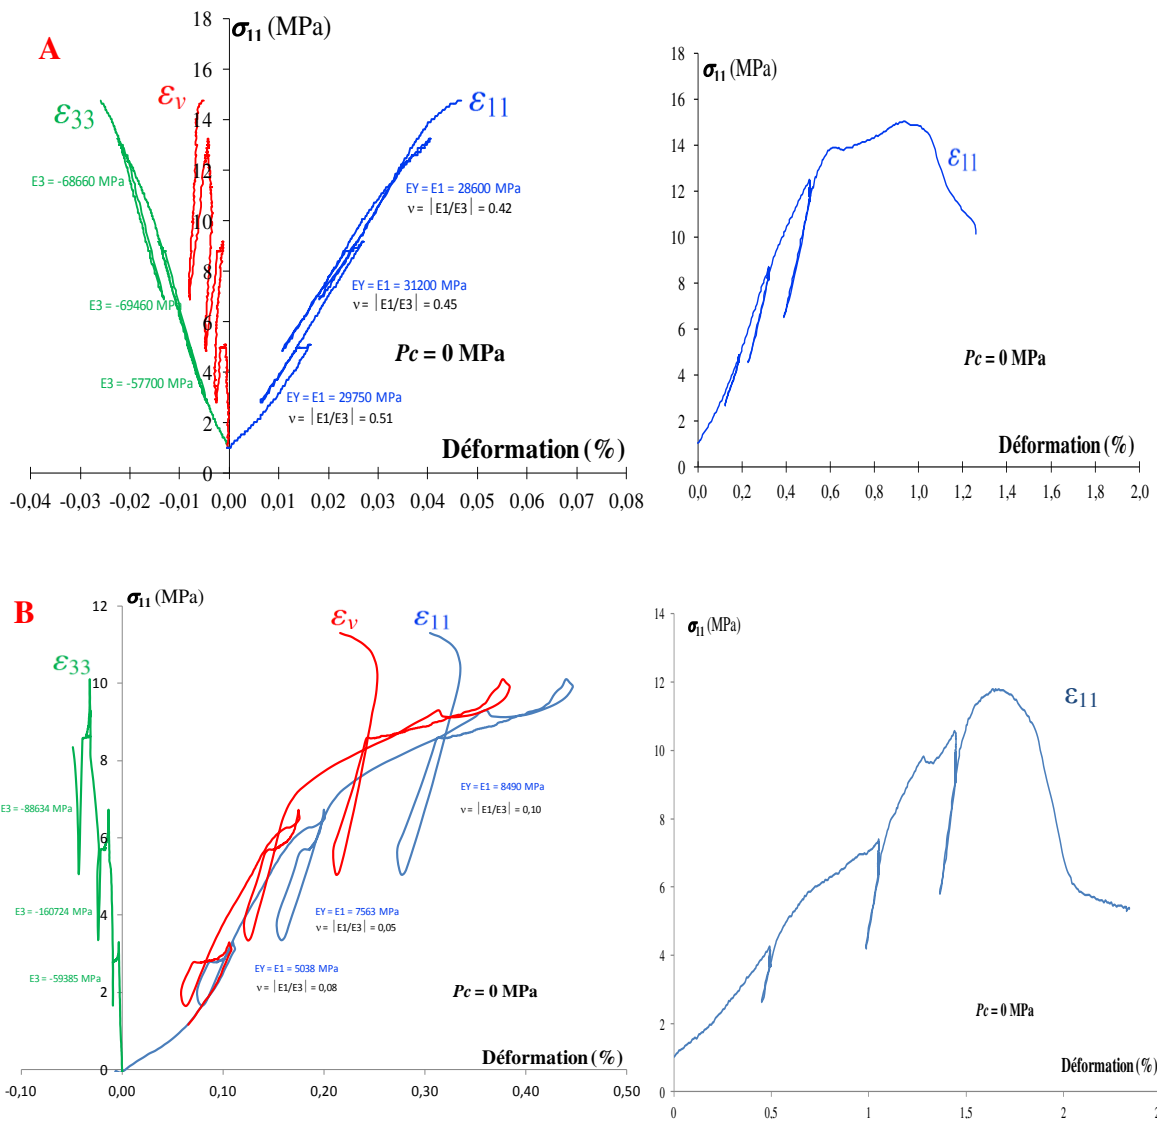 A
σ₁₁ (MPa)
18
16
14
12
10
8
6
4
2
0
ε₃₃
εᵥ
ε₁₁
E3 = -68660 MPa
E3 = -69460 MPa
E3 = -57700 MPa
EY = E1 = 28600 MPa
ν = |E1/E3| = 0.42
EY = E1 = 31200 MPa
ν = |E1/E3| = 0.45
Pc = 0 MPa
EY = E1 = 29750 MPa
ν = |E1/E3| = 0.51
Déformation (%)
-0,04 -0,03 -0,02 -0,01 0,00 0,01 0,02 0,03 0,04 0,05 0,06 0,07 0,08
σ₁₁ (MPa)
18
16
14
12
10
8
6
4
2
0
ε₁₁
Pc = 0 MPa
Déformation (%)
0,0 0,2 0,4 0,6 0,8 1,0 1,2 1,4 1,6 1,8 2,0
B
σ₁₁ (MPa)
12
10
8
6
4
2
0
ε₃₃
εᵥ
ε₁₁
E3 = -88634 MPa
E3 = -160724 MPa
E3 = -59385 MPa
EY = E1 = 8490 MPa
ν = |E1/E3| = 0,10
EY = E1 = 7563 MPa
ν = |E1/E3| = 0,05
EY = E1 = 5038 MPa
ν = |E1/E3| = 0,08
Pc = 0 MPa
Déformation (%)
-0,10 0,00 0,10 0,20 0,30 0,40 0,50
σ₁₁ (MPa)
14
12
10
8
6
4
2
0
ε₁₁
Pc = 0 MPa
Déformation (%)
0 0.5 1 1.5 2